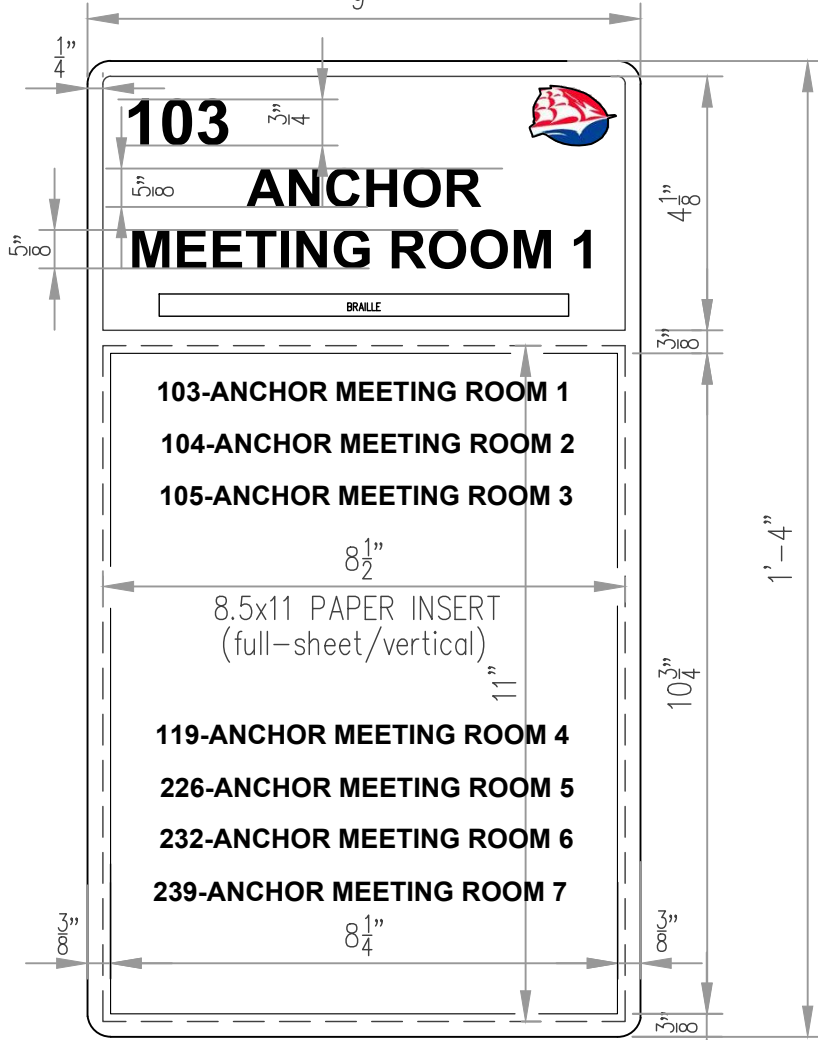 9"
1/4"
103
3/4"
ANCHOR
5/8"
4 1/8"
MEETING ROOM 1
5/8"
BRAILLE
3/8"
103-ANCHOR MEETING ROOM 1
104-ANCHOR MEETING ROOM 2
105-ANCHOR MEETING ROOM 3
1'-4"
8 1/2"
8.5x11 PAPER INSERT
(full-sheet/vertical)
11"
10 3/4"
119-ANCHOR MEETING ROOM 4
226-ANCHOR MEETING ROOM 5
232-ANCHOR MEETING ROOM 6
239-ANCHOR MEETING ROOM 7
3/8"
8 1/4"
3/8"
3/8"